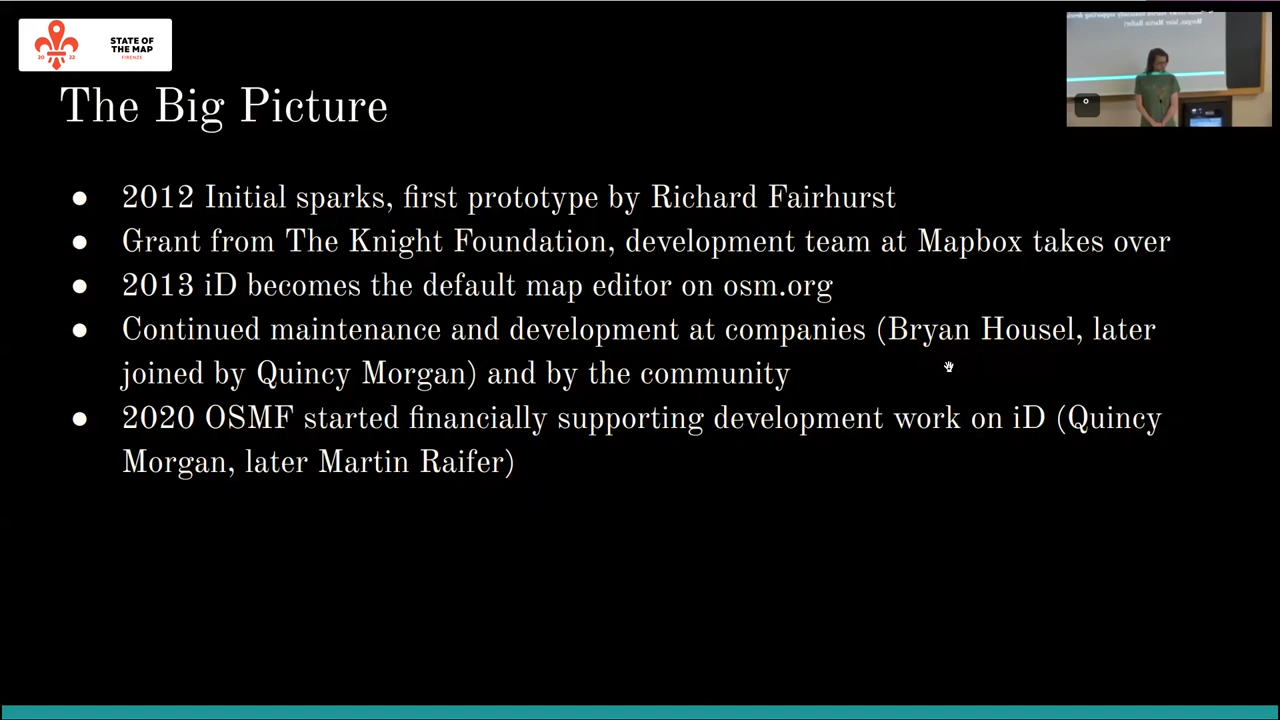 STATE OF THE MAP
FIRENZE
20 22
The Big Picture
● 2012 Initial sparks, first prototype by Richard Fairhurst
● Grant from The Knight Foundation, development team at Mapbox takes over
● 2013 iD becomes the default map editor on osm.org
● Continued maintenance and development at companies (Bryan Housel, later
joined by Quincy Morgan) and by the community
● 2020 OSMF started financially supporting development work on iD (Quincy
Morgan, later Martin Raifer)